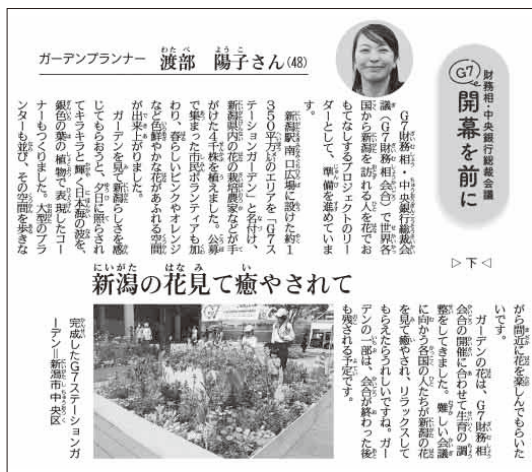 財務相・中央銀行総裁会議
G7 開幕を前に
▷下◁
わたべ ようこ
ガーデンプランナー 渡部 陽子さん(48)
G7財務相・中央銀行総裁会
議（G7財務相会合）で世界各
国から新潟を訪れる人を花でお
もてなしするプロジェクトのリー
ダーとして、準備を進めていま
す。
新潟駅南口広場に設けた約1
350平方㍍のエリアを「G7ス
テーションガーデン」と名付け、
新潟県内の花の栽培農家などが手
がけた4千株を植えました。公募
で集まった市民ボランティアも加
わり、春らしいピンクやオレンジ
など色鮮やかな花があふれる空間
が出来上がりました。
ガーデンを見て新潟らしさを感
じてもらおうと、夕日に照らされ
てキラキラと輝く日本海の波を、
銀色の葉の植物で表現したコー
ナーもつくりました。大型のプラ
ンターも並び、その空間を歩きな
にいがた はなみ い
新潟の花見て癒やされて
がら間近に花を楽しんでもらいた
いです。
ガーデンの花は、G7財務相
会合の開催に合わせて生育の調
整をしてきました。難しい会議
に向かう各国の人たちが新潟の花
を見て癒やされ、リラックスして
もらえたらうれしいですね。ガー
デンの一部は、会合が終わった後
も残される予定です。
完成したG7ステーションガ
ーデン＝新潟市中央区